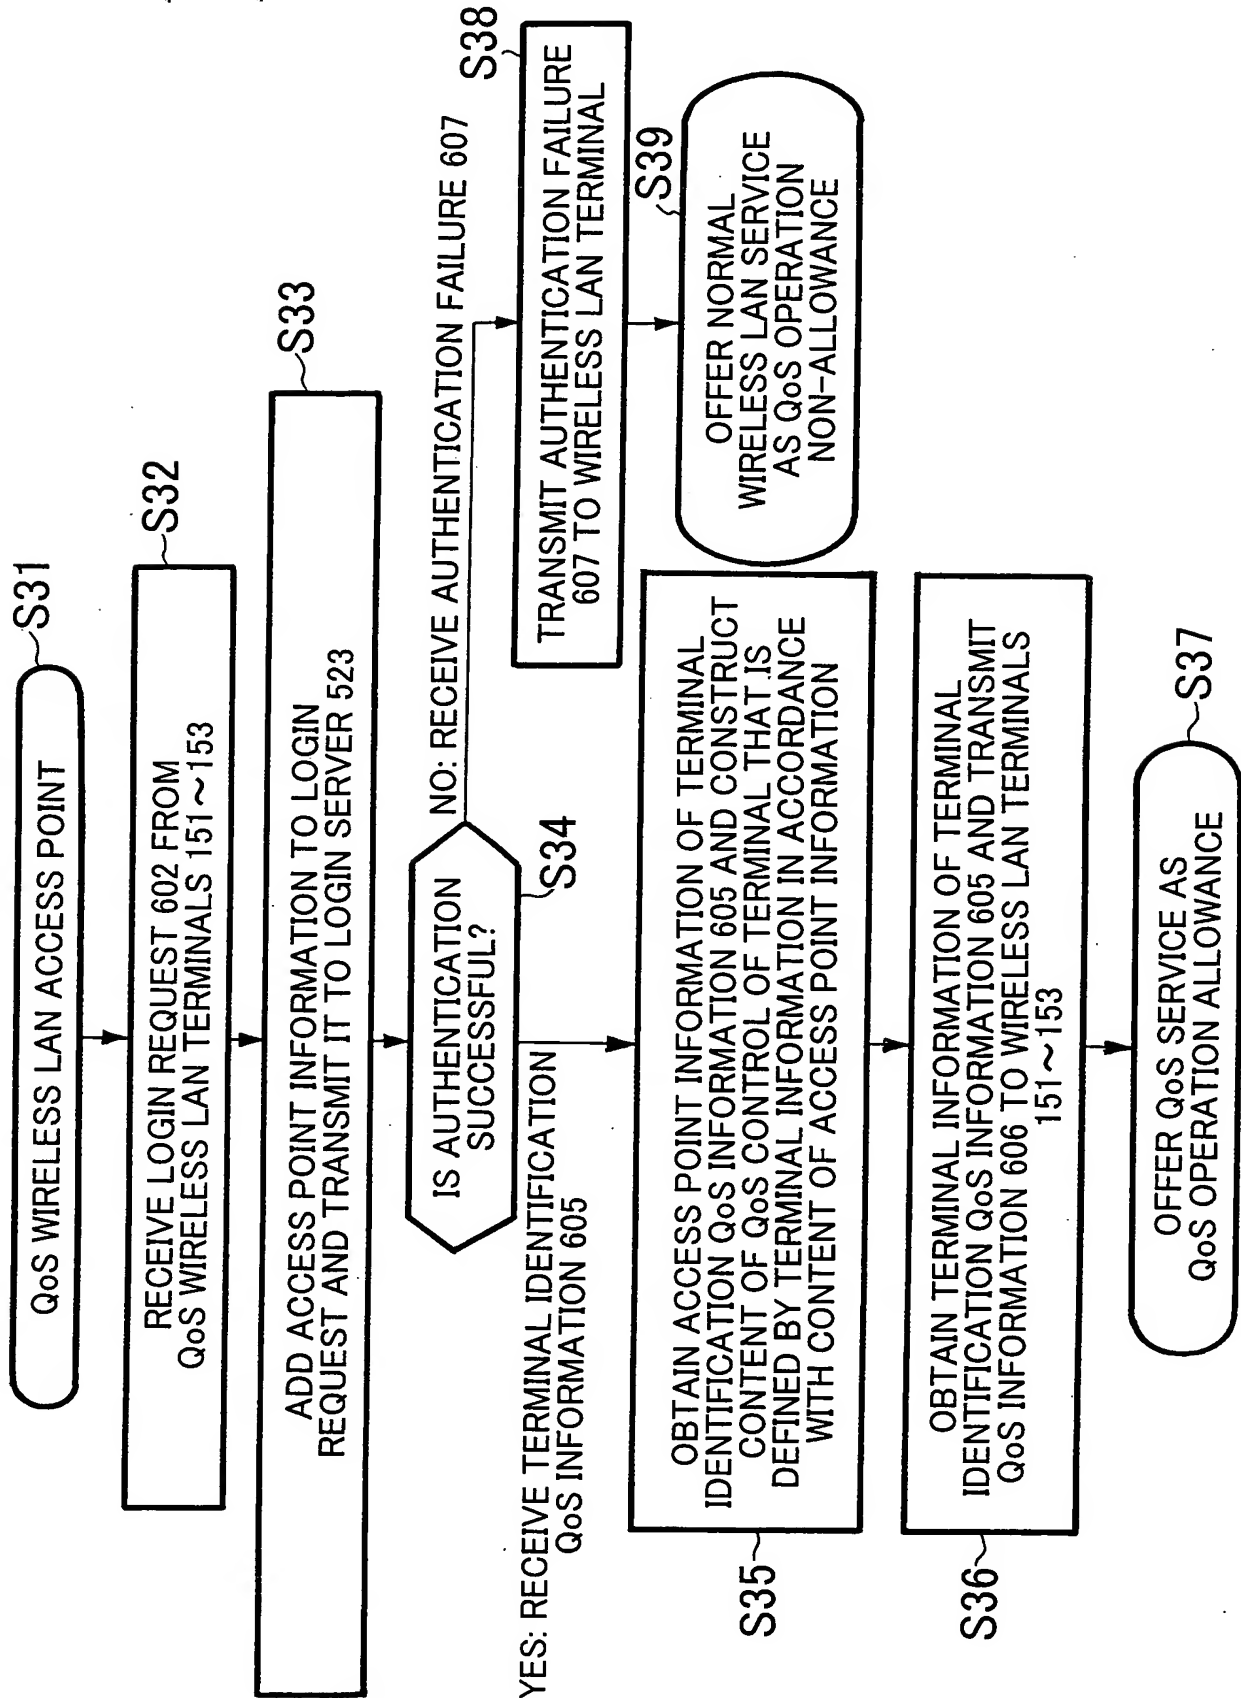 S31
QoS WIRELESS LAN ACCESS POINT
S32
RECEIVE LOGIN REQUEST 602 FROM
QoS WIRELESS LAN TERMINALS 151~153
S33
ADD ACCESS POINT INFORMATION TO LOGIN
REQUEST AND TRANSMIT IT TO LOGIN SERVER 523
S34
IS AUTHENTICATION
SUCCESSFUL?
NO: RECEIVE AUTHENTICATION FAILURE 607
S38
TRANSMIT AUTHENTICATION FAILURE
607 TO WIRELESS LAN TERMINAL
S39
OFFER NORMAL
WIRELESS LAN SERVICE
AS QoS OPERATION
NON-ALLOWANCE
YES: RECEIVE TERMINAL IDENTIFICATION
QoS INFORMATION 605
S35
OBTAIN ACCESS POINT INFORMATION OF TERMINAL
IDENTIFICATION QoS INFORMATION 605 AND CONSTRUCT
CONTENT OF QoS CONTROL OF TERMINAL THAT IS
DEFINED BY TERMINAL INFORMATION IN ACCORDANCE
WITH CONTENT OF ACCESS POINT INFORMATION
S36
OBTAIN TERMINAL INFORMATION OF TERMINAL
IDENTIFICATION QoS INFORMATION 605 AND TRANSMIT
QoS INFORMATION 606 TO WIRELESS LAN TERMINALS
151~153
S37
OFFER QoS SERVICE AS
QoS OPERATION ALLOWANCE